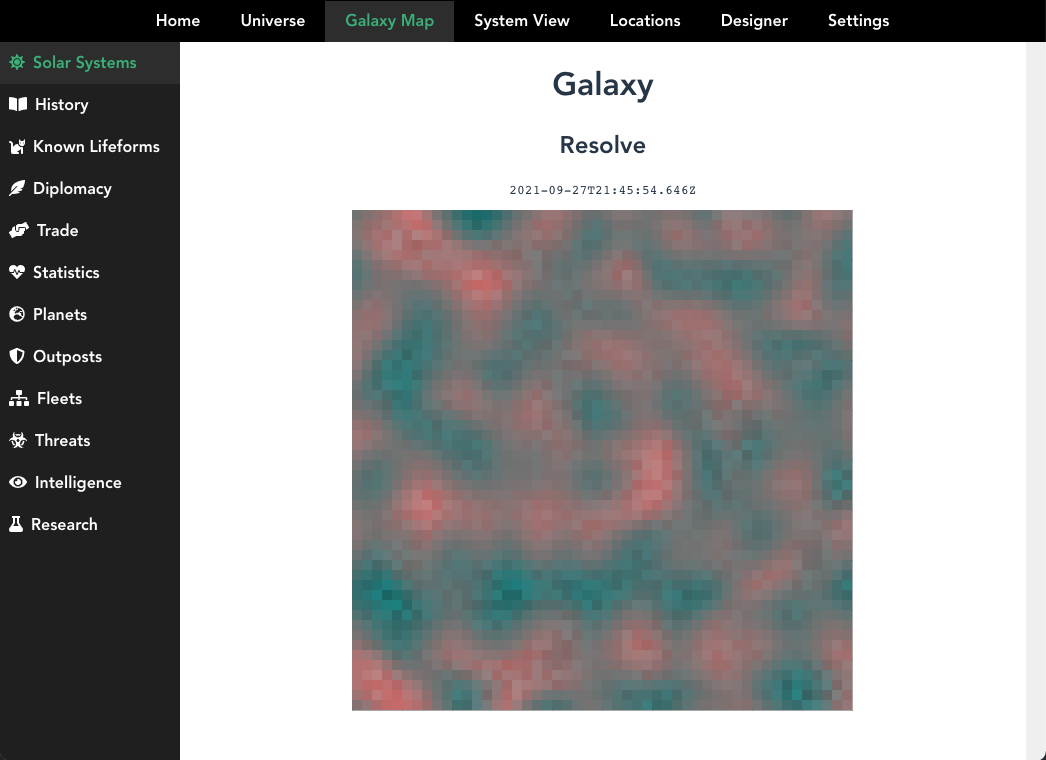 Home Universe Galaxy Map System View Locations Designer Settings
Solar Systems
History
Known Lifeforms
Diplomacy
Trade
Statistics
Planets
Outposts
Fleets
Threats
Intelligence
Research
Galaxy
Resolve
2021-09-27T21:45:54.646Z